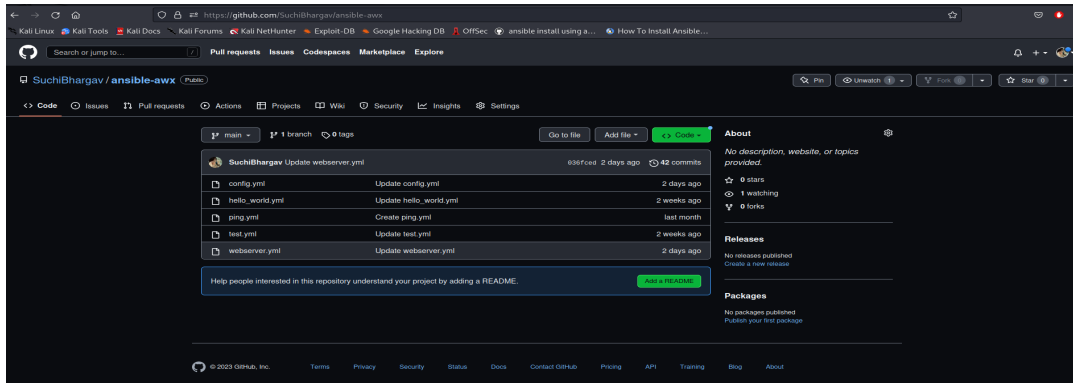 https://github.com/SuchiBhargav/ansible-awx
Kali Linux Kali Tools Kali Docs Kali Forums Kali NetHunter Exploit-DB Google Hacking DB OffSec ansible install using a... How To Install Ansible...
Search or jump to... / Pull requests Issues Codespaces Marketplace Explore
SuchiBhargav / ansible-awx Public Pin Unwatch 1 Fork 0 Star 0
Code Issues Pull requests Actions Projects Wiki Security Insights Settings
main 1 branch 0 tags Go to file Add file Code
SuchiBhargav Update webserver.yml 036fced 2 days ago 42 commits
config.yml Update config.yml 2 days ago
hello_world.yml Update hello_world.yml 2 weeks ago
ping.yml Create ping.yml last month
test.yml Update test.yml 2 weeks ago
webserver.yml Update webserver.yml 2 days ago
Help people interested in this repository understand your project by adding a README. Add a README
About
No description, website, or topics
provided.
0 stars
1 watching
0 forks
Releases
No releases published
Create a new release
Packages
No packages published
Publish your first package
© 2023 GitHub, Inc. Terms Privacy Security Status Docs Contact GitHub Pricing API Training Blog About